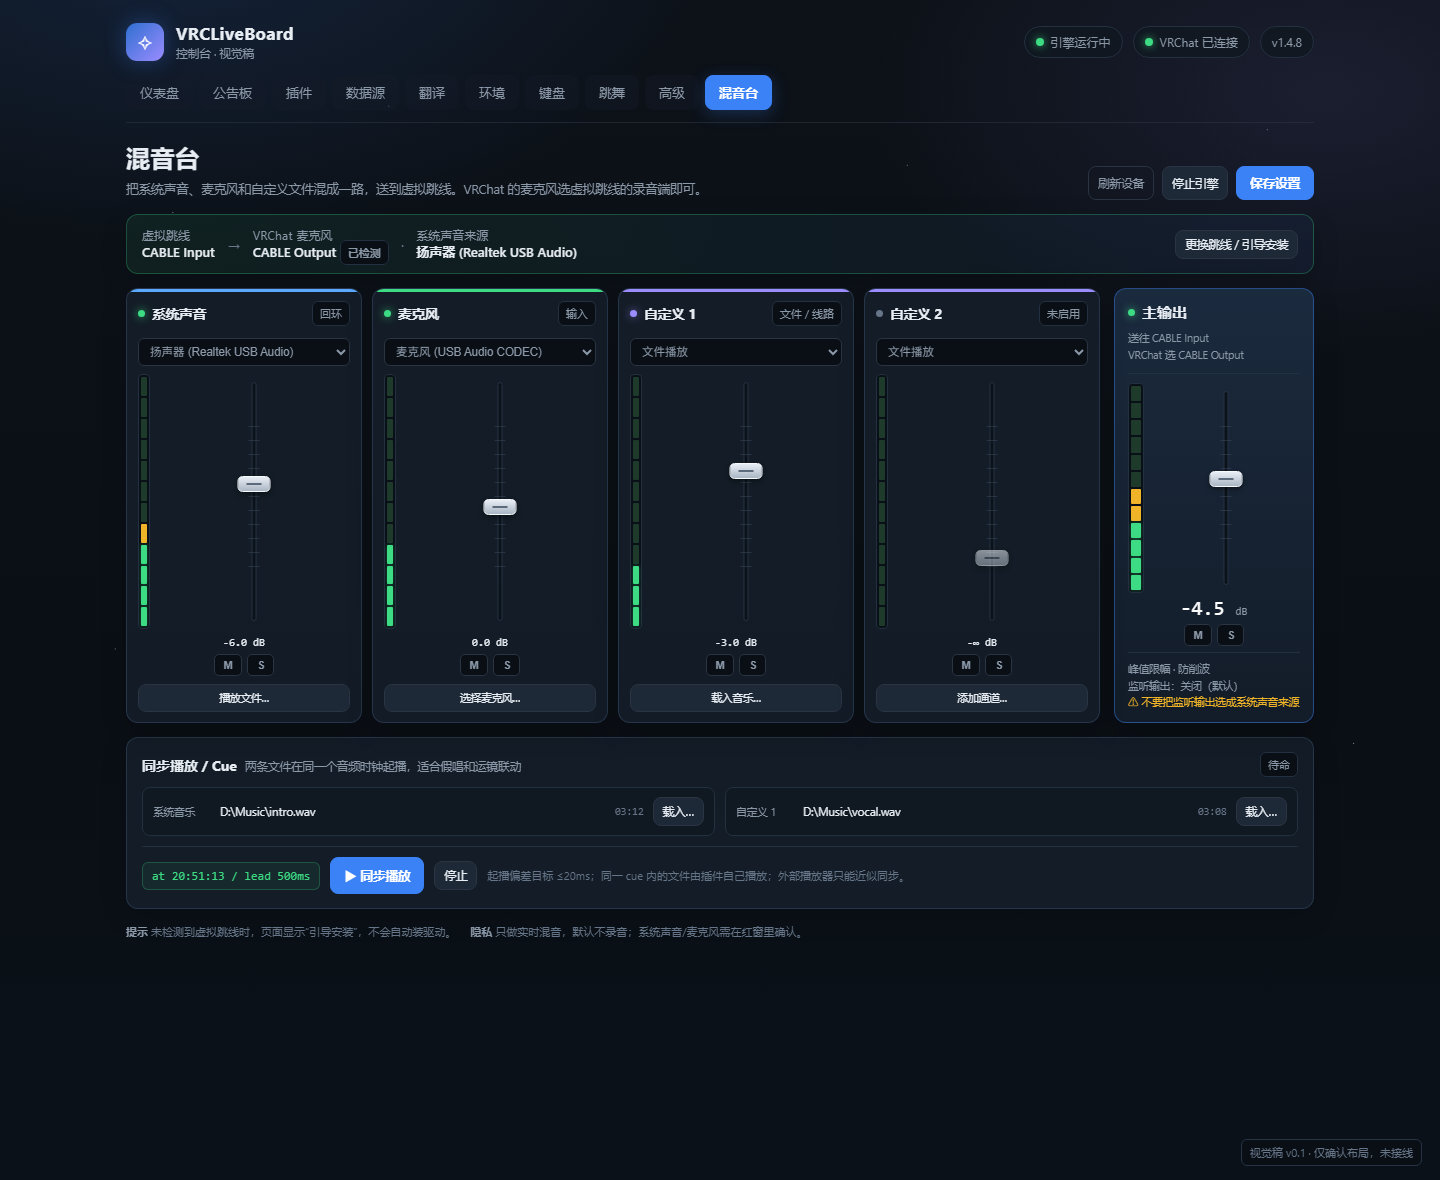 VRCLiveBoard
控制台 · 视觉稿
引擎运行中
VRChat 已连接
v1.4.8
仪表盘 公告板 插件 数据源 翻译 环境 键盘 跳舞 高级 混音台
混音台
把系统声音、麦克风和自定义文件混成一路，送到虚拟跳线。VRChat 的麦克风选虚拟跳线的录音端即可。
刷新设备 停止引擎 保存设置
虚拟跳线
CABLE Input
→
VRChat 麦克风
CABLE Output 已检测
·
系统声音来源
扬声器 (Realtek USB Audio)
更换跳线 / 引导安装
系统声音 回环
扬声器 (Realtek USB Audio)
-6.0 dB
M S
播放文件...
麦克风 输入
麦克风 (USB Audio CODEC)
0.0 dB
M S
选择麦克风...
自定义 1 文件 / 线路
文件播放
-3.0 dB
M S
载入音乐...
自定义 2 未启用
文件播放
-∞ dB
M S
添加通道...
主输出
送往 CABLE Input
VRChat 选 CABLE Output
-4.5 dB
M S
峰值限幅 · 防削波
监听输出：关闭（默认）
⚠ 不要把监听输出选成系统声音来源
同步播放 / Cue 两条文件在同一个音频时钟起播，适合假唱和运镜联动
待命
系统音乐 D:\Music\intro.wav 03:12 载入...
自定义 1 D:\Music\vocal.wav 03:08 载入...
at 20:51:13 / lead 500ms
▶ 同步播放
停止
起播偏差目标 ≤20ms；同一 cue 内的文件由插件自己播放；外部播放器只能近似同步。
提示 未检测到虚拟跳线时，页面显示"引导安装"，不会自动装驱动。 隐私 只做实时混音，默认不录音；系统声音/麦克风需在红窗里确认。
视觉稿 v0.1 · 仅确认布局，未接线